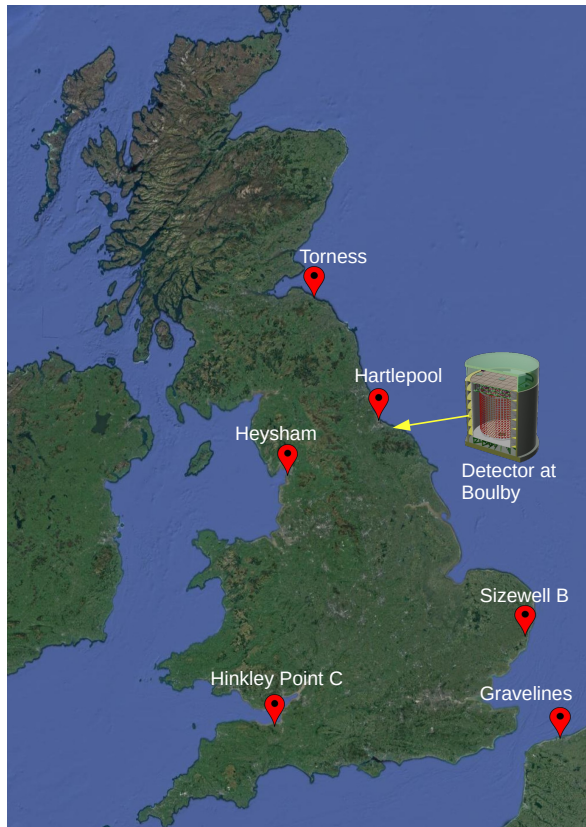 Torness
Hartlepool
Heysham
Detector at
Boulby
Sizewell B
Hinkley Point C
Gravelines